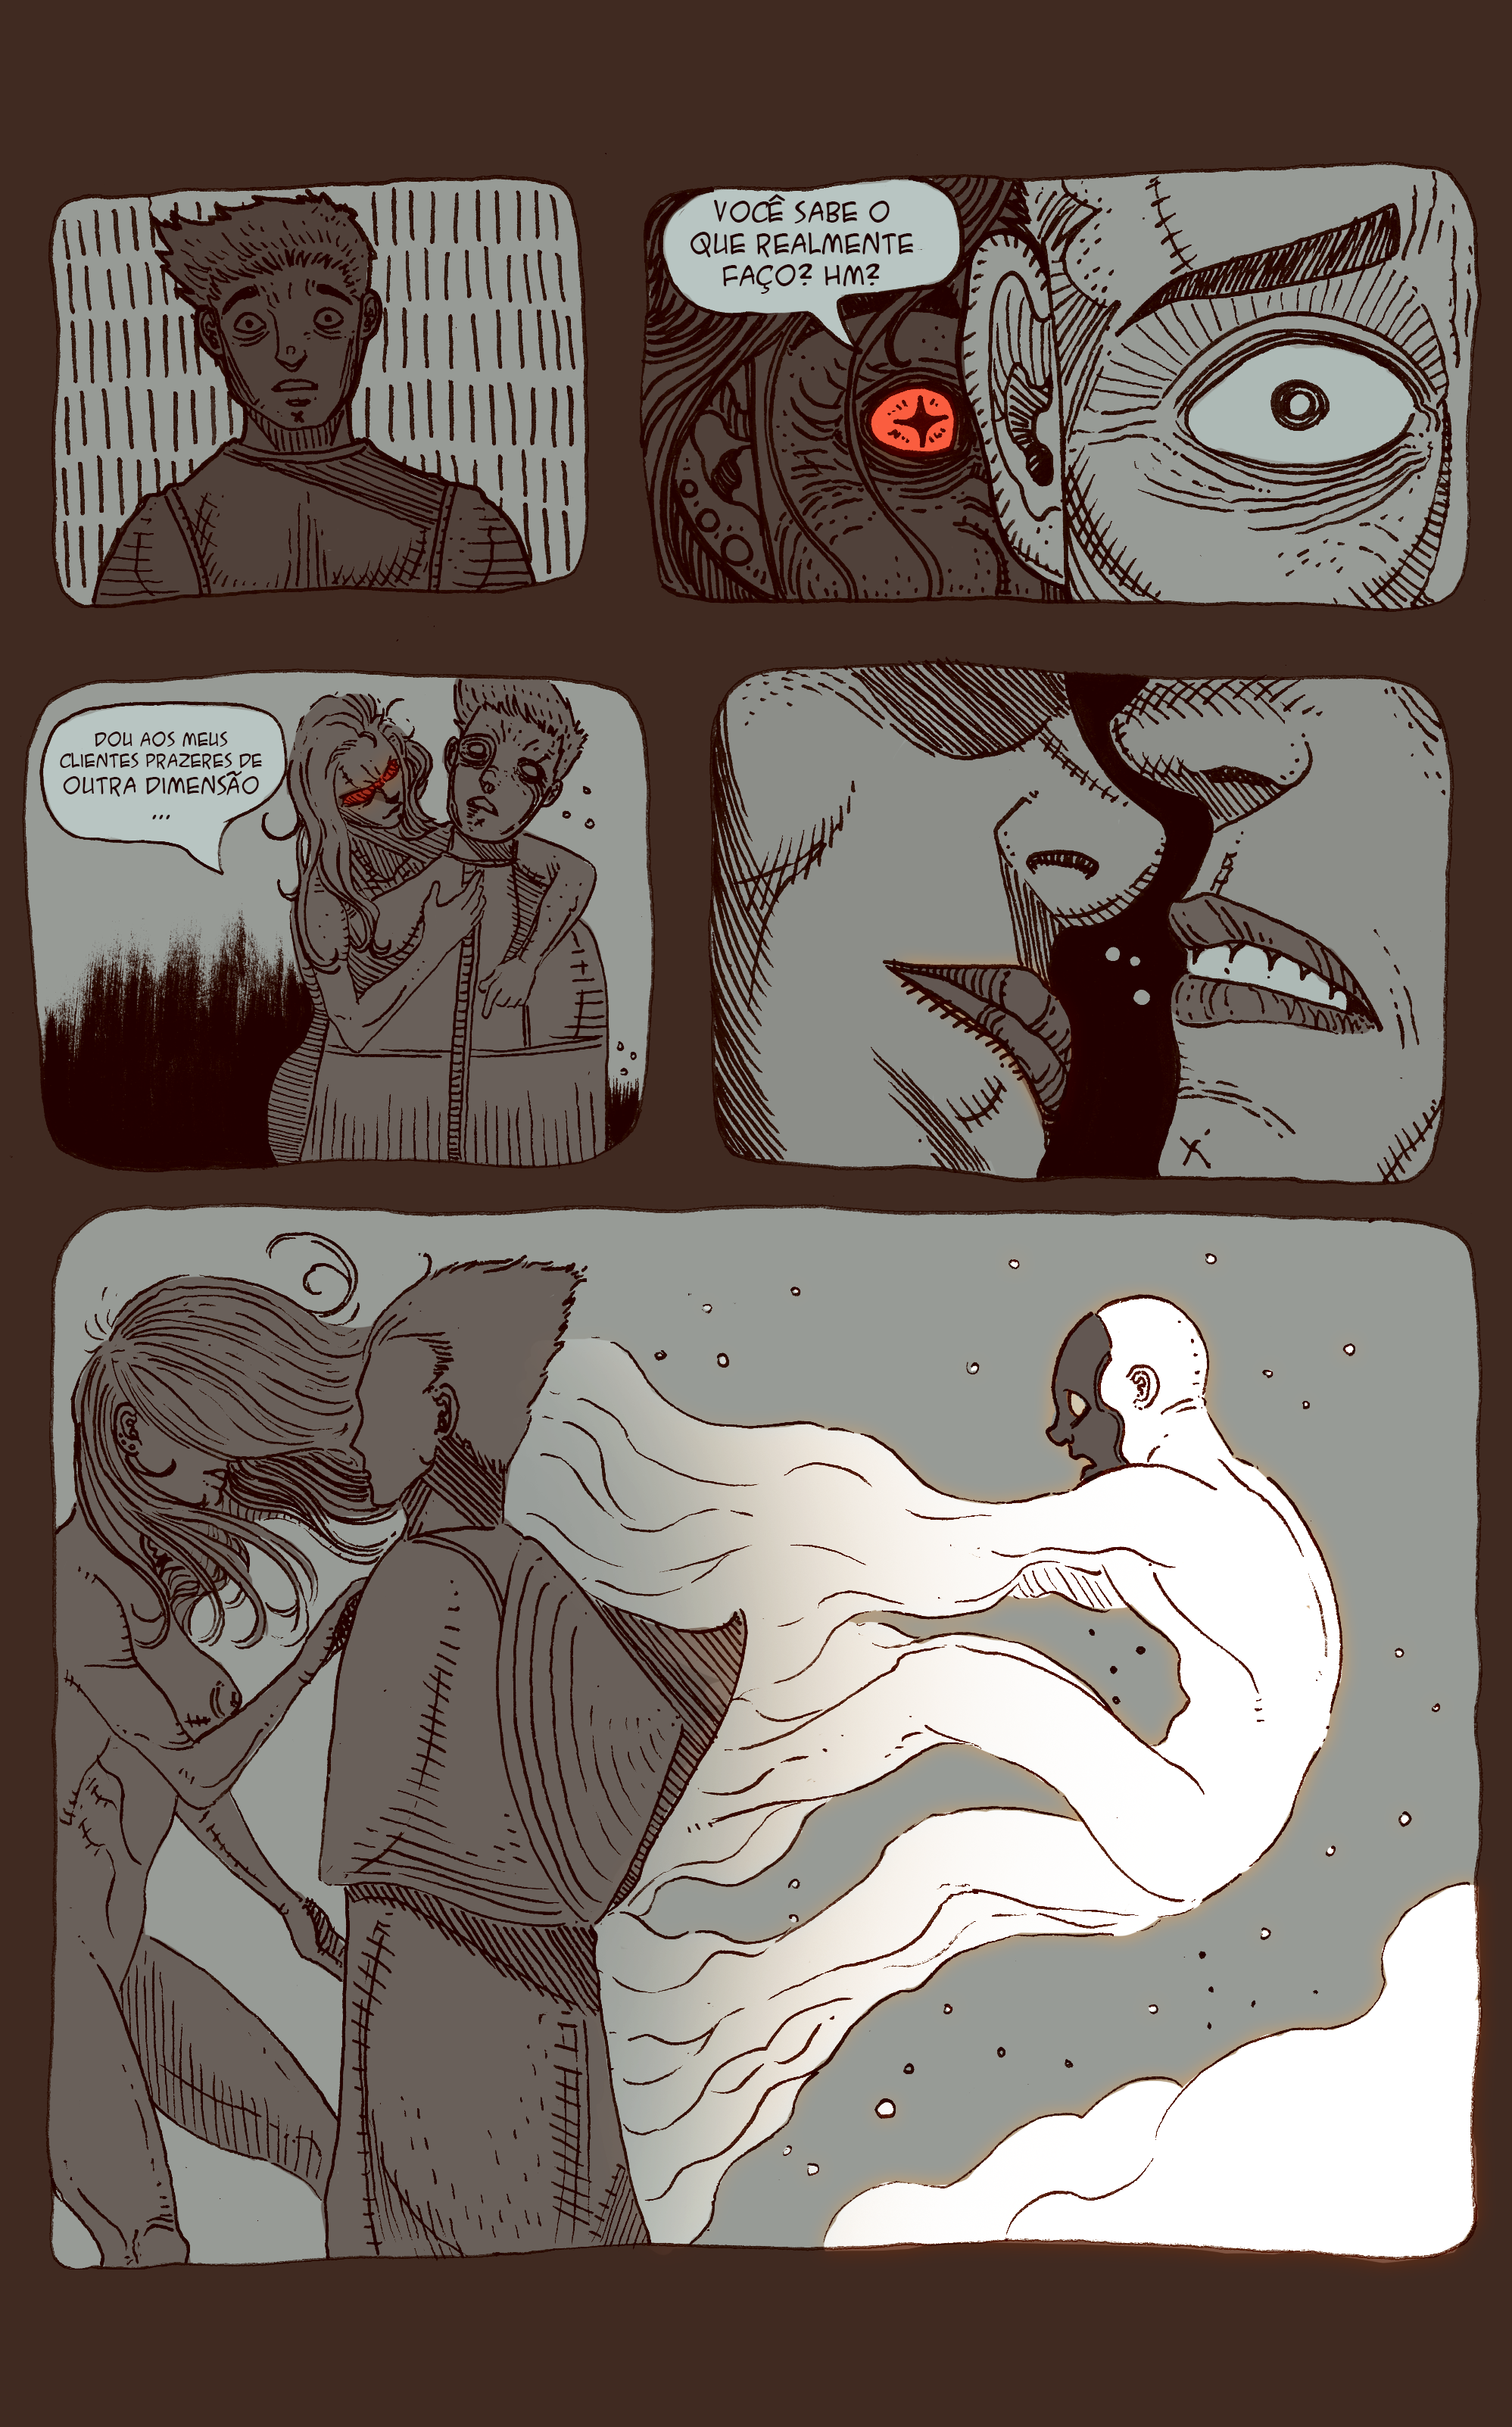 VOCÊ SABE O
QUE REALMENTE
FAÇO? HM?
DOU AOS MEUS
CLIENTES PRAZERES DE
OUTRA DIMENSÃO
...